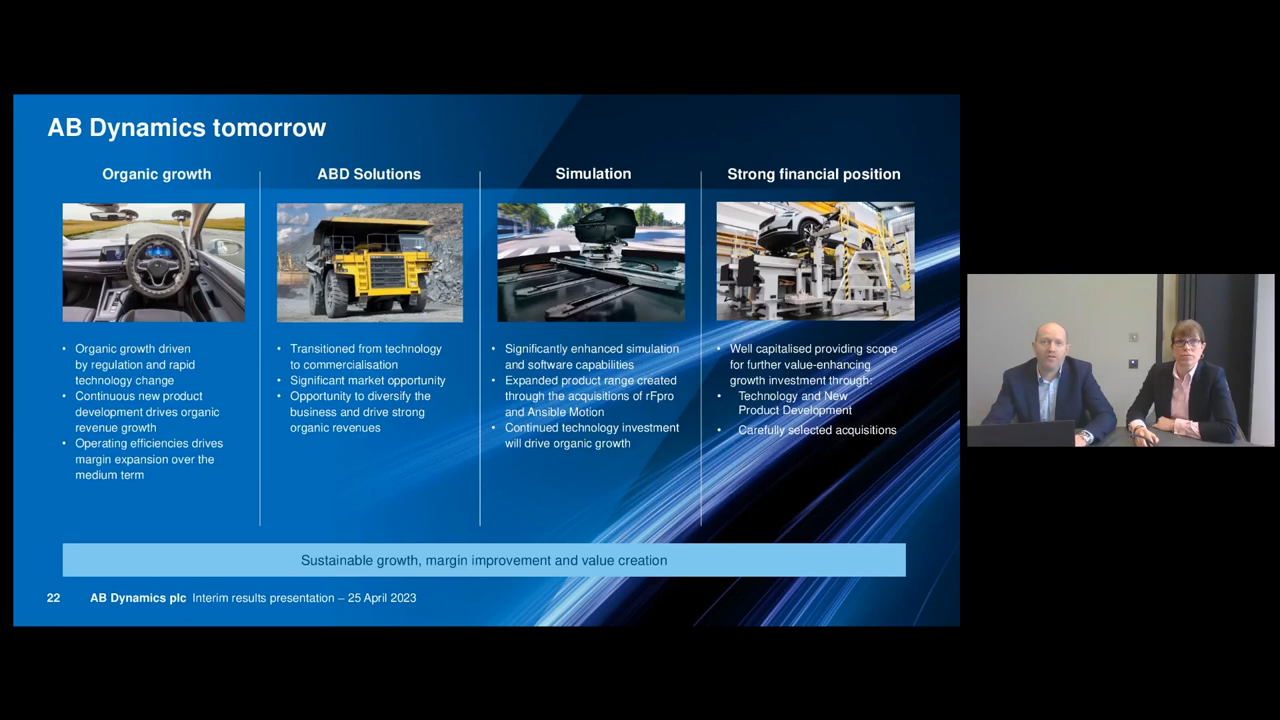 AB Dynamics tomorrow
Organic growth
• Organic growth driven
by regulation and rapid
technology change
• Continuous new product
development drives organic
revenue growth
• Operating efficiencies drives
margin expansion over the
medium term
ABD Solutions
• Transitioned from technology
to commercialisation
• Significant market opportunity
• Opportunity to diversify the
business and drive strong
organic revenues
Simulation
• Significantly enhanced simulation
and software capabilities
• Expanded product range created
through the acquisitions of rFpro
and Ansible Motion
• Continued technology investment
will drive organic growth
Strong financial position
• Well capitalised providing scope
for further value-enhancing
growth investment through:
• Technology and New
Product Development
• Carefully selected acquisitions
Sustainable growth, margin improvement and value creation
22 AB Dynamics plc Interim results presentation – 25 April 2023